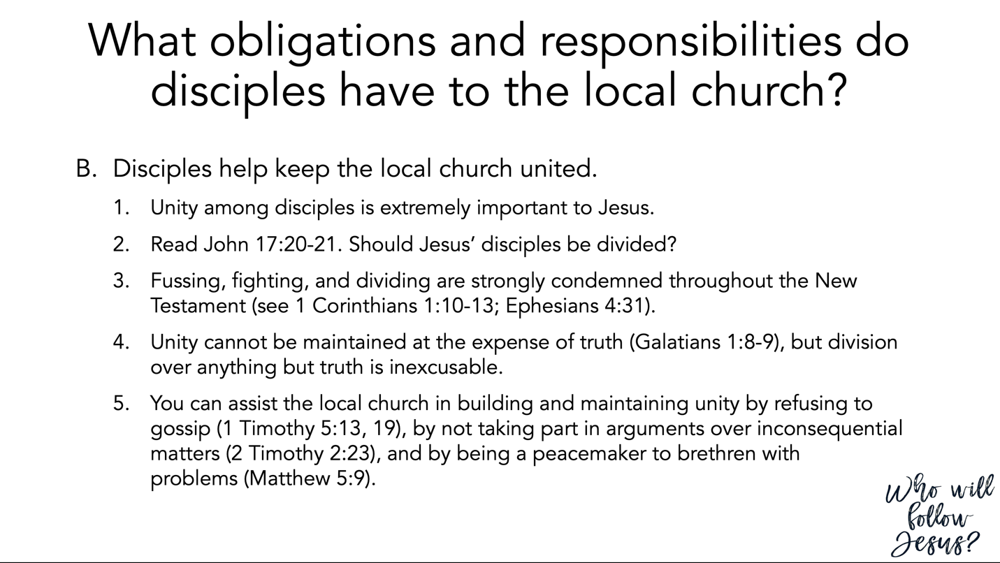 What obligations and responsibilities do
disciples have to the local church?
B. Disciples help keep the local church united.
1. Unity among disciples is extremely important to Jesus.
2. Read John 17:20-21. Should Jesus’ disciples be divided?
3. Fussing, fighting, and dividing are strongly condemned throughout the New
Testament (see 1 Corinthians 1:10-13; Ephesians 4:31).
4. Unity cannot be maintained at the expense of truth (Galatians 1:8-9), but division
over anything but truth is inexcusable.
5. You can assist the local church in building and maintaining unity by refusing to
gossip (1 Timothy 5:13, 19), by not taking part in arguments over inconsequential
matters (2 Timothy 2:23), and by being a peacemaker to brethren with
problems (Matthew 5:9).
Who will
follow
Jesus?